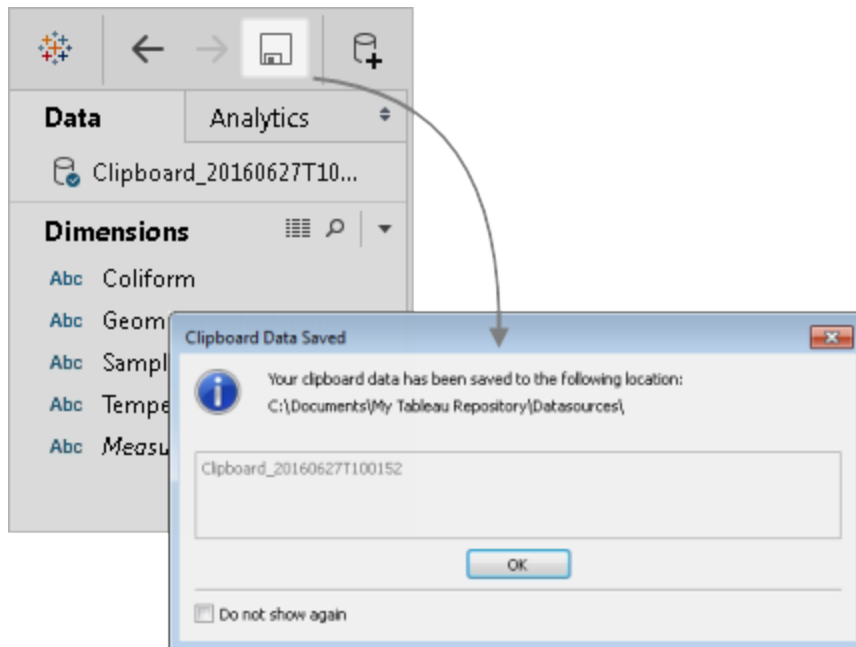 Data
Analytics
Clipboard_20160627T10...
Dimensions
Abc Coliform
Abc Geom
Abc Sampl
Abc Tempe
Abc Measu
Clipboard Data Saved
Your clipboard data has been saved to the following location:
C:\Documents\My Tableau Repository\Datasources\
Clipboard_20160627T100152
OK
Do not show again